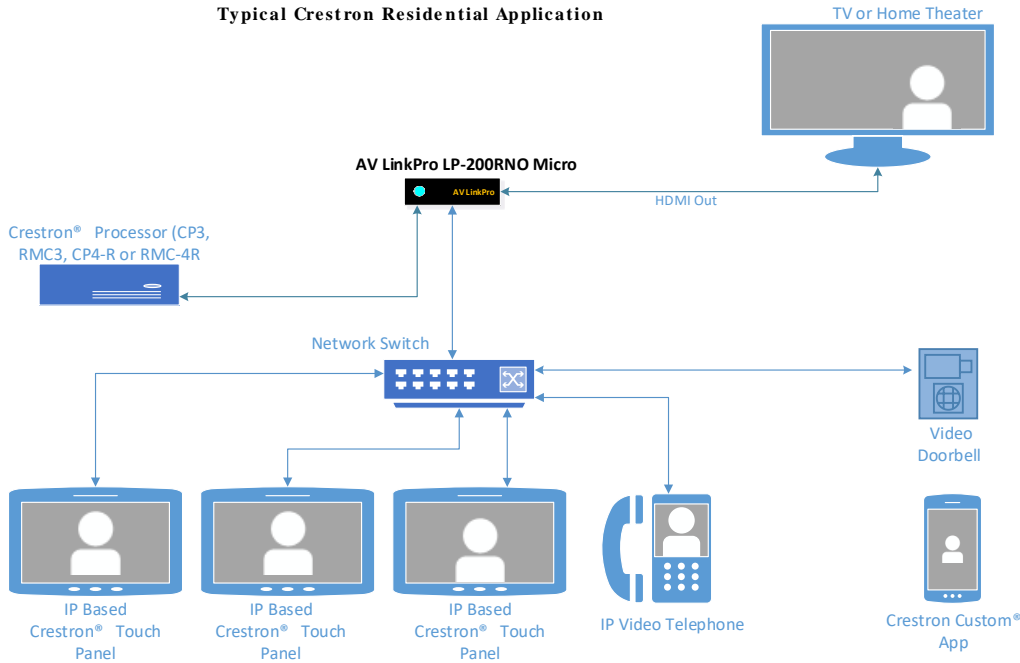 Typical Crestron Residential Application
TV or Home Theater
AV LinkPro LP-200RNO Micro
AV LinkPro
HDMI Out
Crestron® Processor (CP3,
RMC3, CP4-R or RMC-4R
Network Switch
Video
Doorbell
IP Based
Crestron® Touch
Panel
IP Based
Crestron® Touch
Panel
IP Based
Crestron® Touch
Panel
IP Video Telephone
Crestron Custom®
App